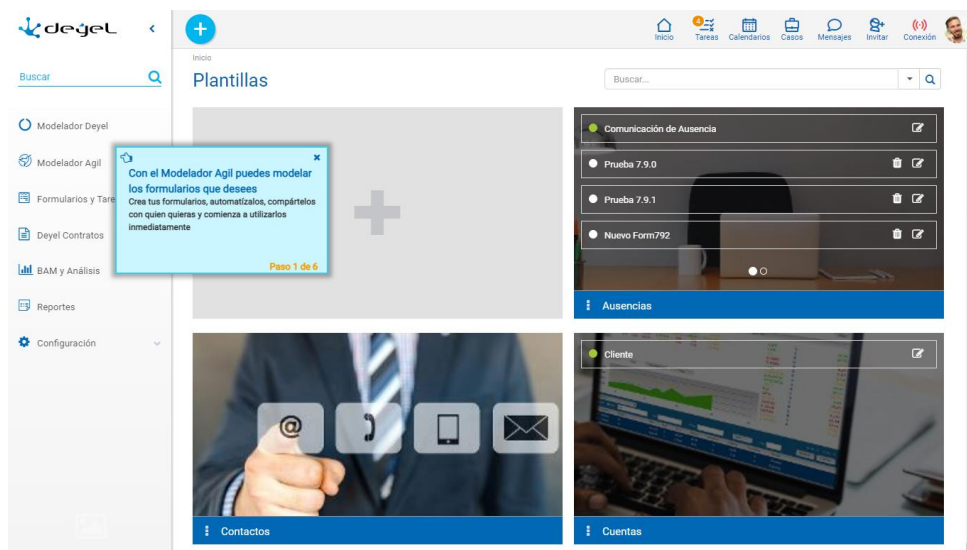 deyel
Buscar
Modelador Deyel
Modelador Agil
Formularios y Tare
Deyel Contratos
BAM y Análisis
Reportes
Configuración
4
Inicio
Tareas
Calendarios
Casos
Mensajes
Invitar
Conexión
Inicio
Plantillas
Buscar...
Con el Modelador Agil puedes modelar
los formularios que desees
Crea tus formularios, automatízalos, compártelos
con quien quieras y comienza a utilizarlos
inmediatamente
Paso 1 de 6
Comunicación de Ausencia
Prueba 7.9.0
Prueba 7.9.1
Nuevo Form792
Ausencias
@
Contactos
Cliente
Cuentas